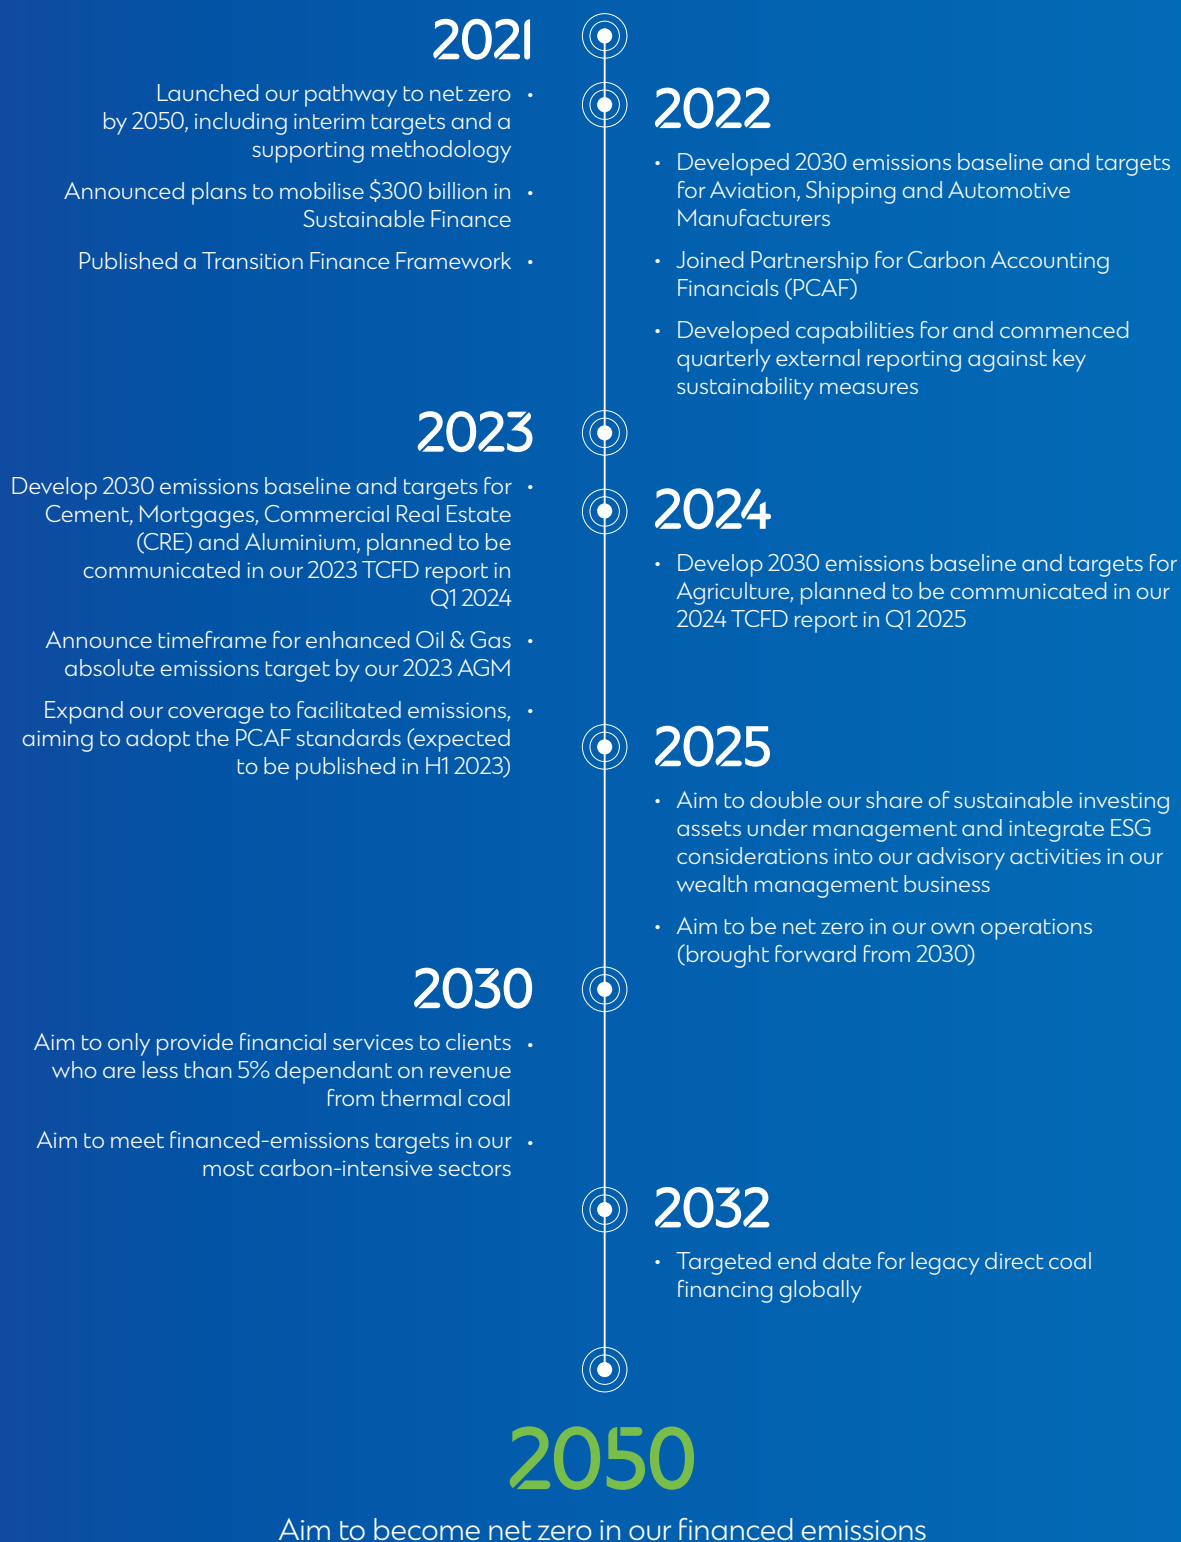 2021
Launched our pathway to net zero •
by 2050, including interim targets and a
supporting methodology
Announced plans to mobilise $300 billion in •
Sustainable Finance
Published a Transition Finance Framework •
2022
• Developed 2030 emissions baseline and targets
for Aviation, Shipping and Automotive
Manufacturers
• Joined Partnership for Carbon Accounting
Financials (PCAF)
• Developed capabilities for and commenced
quarterly external reporting against key
sustainability measures
2023
Develop 2030 emissions baseline and targets for •
Cement, Mortgages, Commercial Real Estate
(CRE) and Aluminium, planned to be
communicated in our 2023 TCFD report in
Q1 2024
Announce timeframe for enhanced Oil & Gas •
absolute emissions target by our 2023 AGM
Expand our coverage to facilitated emissions, •
aiming to adopt the PCAF standards (expected
to be published in H1 2023)
2024
• Develop 2030 emissions baseline and targets for
Agriculture, planned to be communicated in our
2024 TCFD report in Q1 2025
2025
• Aim to double our share of sustainable investing
assets under management and integrate ESG
considerations into our advisory activities in our
wealth management business
• Aim to be net zero in our own operations
(brought forward from 2030)
2030
Aim to only provide financial services to clients •
who are less than 5% dependant on revenue
from thermal coal
Aim to meet financed-emissions targets in our •
most carbon-intensive sectors
2032
• Targeted end date for legacy direct coal
financing globally
2050
Aim to become net zero in our financed emissions